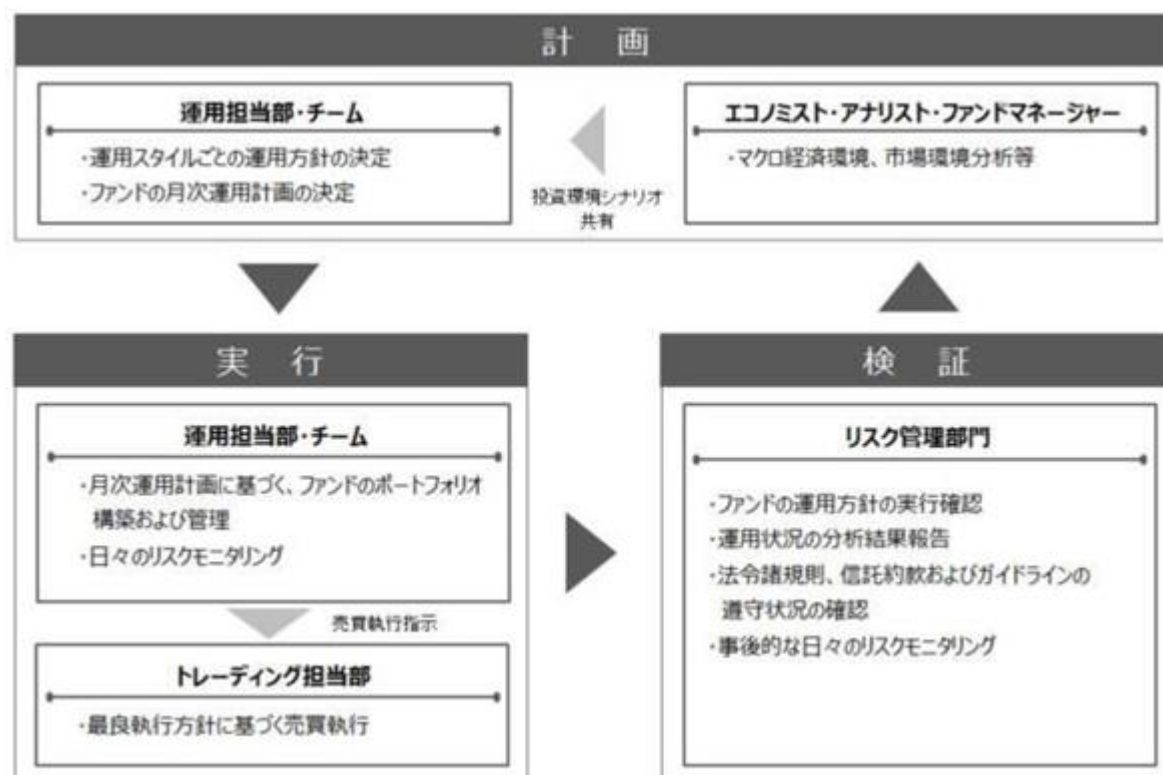 計 画
運用担当部・チーム
・運用スタイルごとの運用方針の決定
・ファンドの月次運用計画の決定
投資環境シナリオ
共有
エコノミスト・アナリスト・ファンドマネージャー
・マクロ経済環境、市場環境分析等
実 行
運用担当部・チーム
・月次運用計画に基づく、ファンドのポートフォリオ
構築および管理
・日々のリスクモニタリング
売買執行指示
トレーディング担当部
・最良執行方針に基づく売買執行
検 証
リスク管理部門
・ファンドの運用方針の実行確認
・運用状況の分析結果報告
・法令諸規則、信託約款およびガイドラインの
遵守状況の確認
・事後的な日々のリスクモニタリング